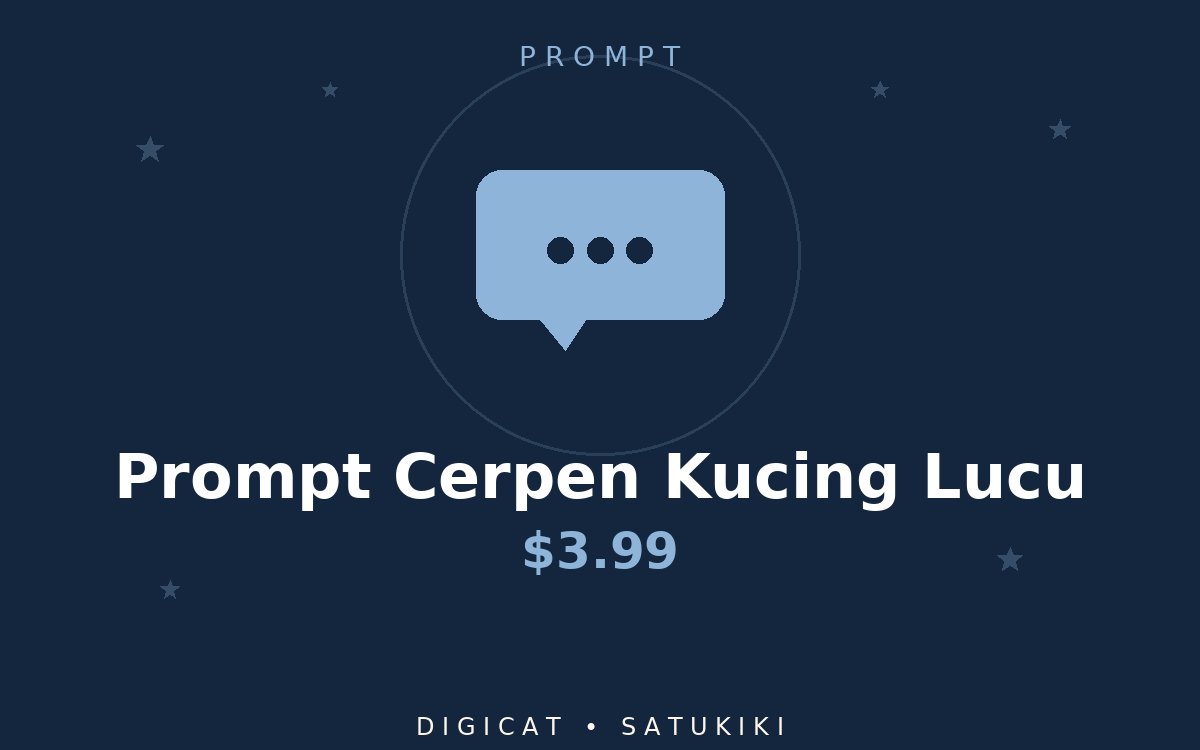 PROMPT
Prompt Cerpen Kucing Lucu
$3.99
DIGICAT • SATUKIKI